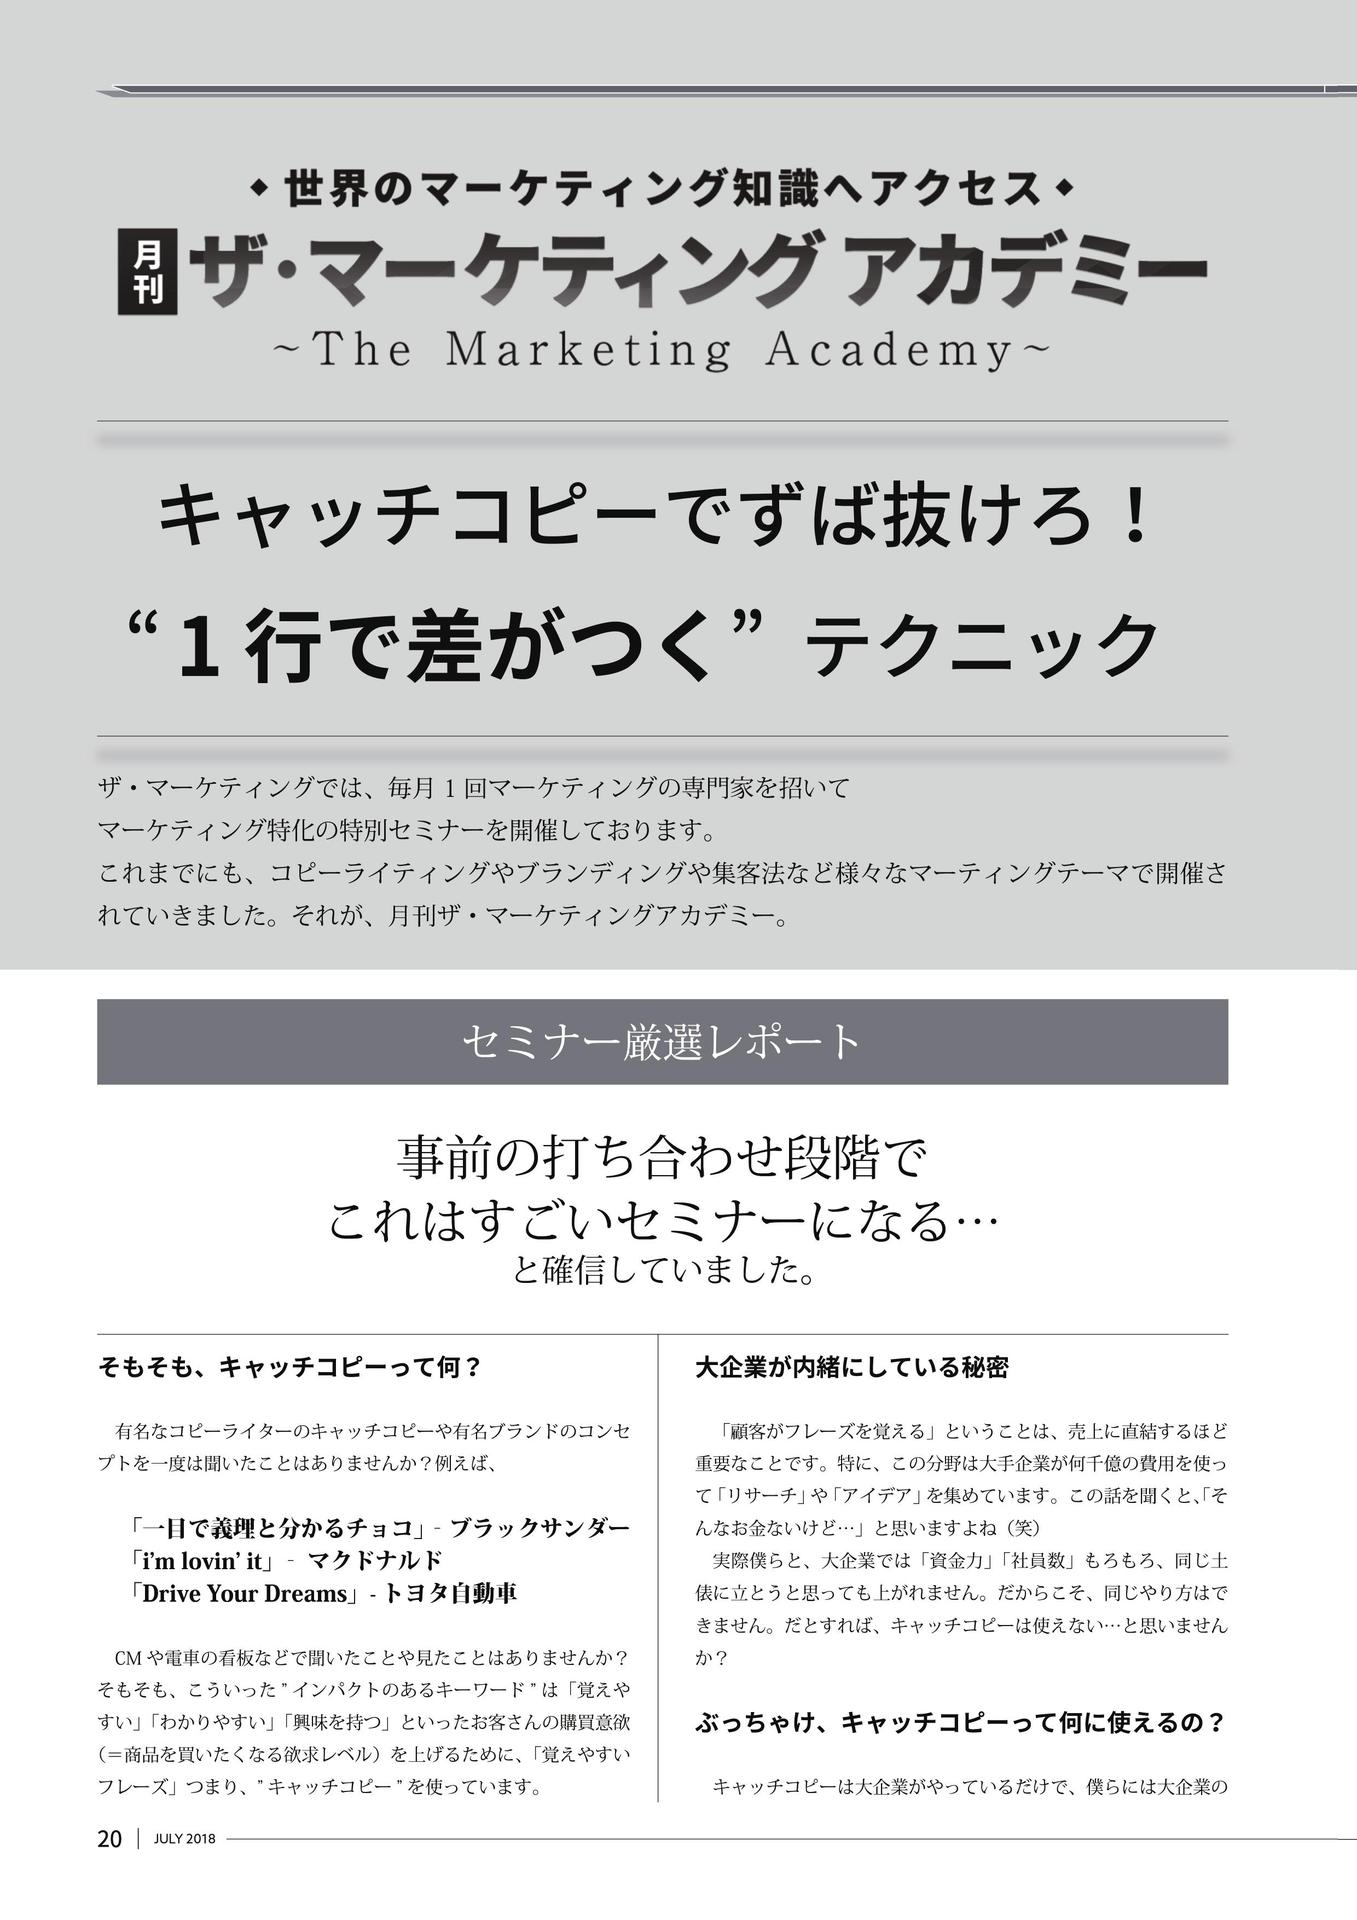 ◆世界のマーケティング知識へアクセス◆
月刊
ザ・マーケティング アカデミー
~The Marketing Academy~
キャッチコピーでずば抜けろ！
“1 行で差がつく”テクニック
ザ・マーケティングでは、毎月 1 回マーケティングの専門家を招いて
マーケティング特化の特別セミナーを開催しております。
これまでにも、コピーライティングやブランディングや集客法など様々なマーティングテーマで開催さ
れていきました。それが、月刊ザ・マーケティングアカデミー。
セミナー厳選レポート
事前の打ち合わせ段階で
これはすごいセミナーになる…
と確信していました。
そもそも、キャッチコピーって何？
有名なコピーライターのキャッチコピーや有名ブランドのコンセ
プトを一度は聞いたことはありませんか？例えば、
「一目で義理と分かるチョコ」- ブラックサンダー
「i’m lovin’ it」 - マクドナルド
「Drive Your Dreams」- トヨタ自動車
CM や電車の看板などで聞いたことや見たことはありませんか？
そもそも、こういった ” インパクトのあるキーワード ” は「覚えや
すい」「わかりやすい」「興味を持つ」といったお客さんの購買意欲
（＝商品を買いたくなる欲求レベル）を上げるために、「覚えやすい
フレーズ」つまり、” キャッチコピー ” を使っています。
大企業が内緒にしている秘密
「顧客がフレーズを覚える」ということは、売上に直結するほど
重要なことです。特に、この分野は大手企業が何千億の費用を使っ
て「リサーチ」や「アイデア」を集めています。この話を聞くと、「そ
んなお金ないけど…」と思いますよね（笑）
実際僕らと、大企業では「資金力」「社員数」もろもろ、同じ土
俵に立とうと思っても上がれません。だからこそ、同じやり方はで
きません。だとすれば、キャッチコピーは使えない…と思いません
か？
ぶっちゃけ、キャッチコピーって何に使えるの？
キャッチコピーは大企業がやっているだけで、僕らには大企業の
20 | JULY 2018